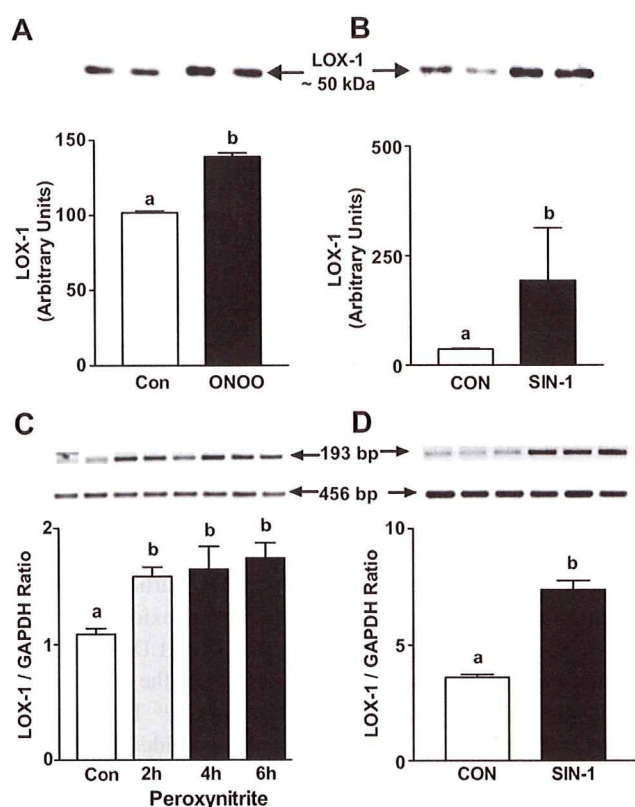 A
B
LOX-1
~ 50 kDa
LOX-1
(Arbitrary Units)
150
100
50
0
a
b
Con
ONOO
LOX-1
(Arbitrary Units)
500
250
0
a
b
CON
SIN-1
C
D
193 bp
456 bp
LOX-1 / GAPDH Ratio
2
1
0
a
b
b
b
Con
2h
4h
6h
Peroxynitrite
LOX-1 / GAPDH Ratio
10
5
0
a
b
CON
SIN-1